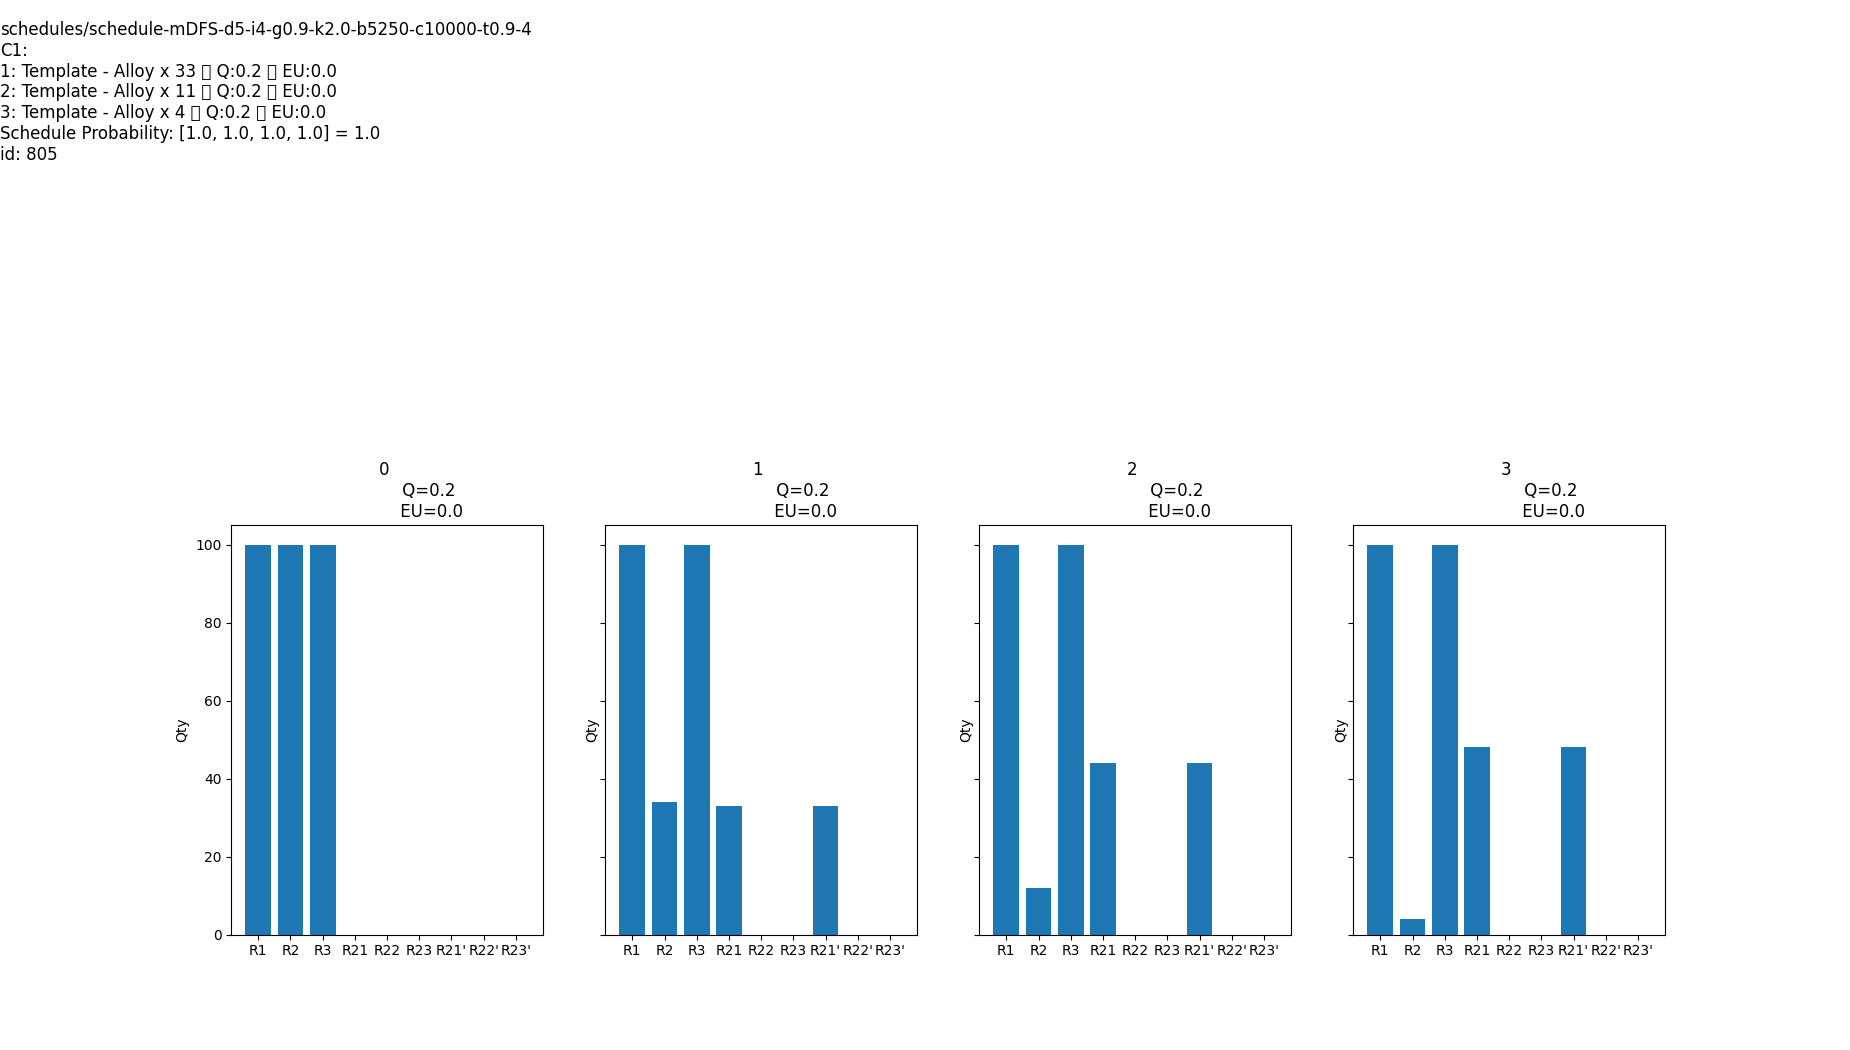 schedules/schedule-mDFS-d5-i4-g0.9-k2.0-b5250-c10000-t0.9-4
C1:
1: Template - Alloy x 33 ▯ Q:0.2 ▯ EU:0.0
2: Template - Alloy x 11 ▯ Q:0.2 ▯ EU:0.0
3: Template - Alloy x 4 ▯ Q:0.2 ▯ EU:0.0
Schedule Probability: [1.0, 1.0, 1.0, 1.0] = 1.0
id: 805
0
Q=0.2
EU=0.0
100
80
60
40
20
0
Qty
R1 R2 R3 R21 R22 R23 R21' R22' R23'
1
Q=0.2
EU=0.0
Qty
R1 R2 R3 R21 R22 R23 R21' R22' R23'
2
Q=0.2
EU=0.0
Qty
R1 R2 R3 R21 R22 R23 R21' R22' R23'
3
Q=0.2
EU=0.0
Qty
R1 R2 R3 R21 R22 R23 R21' R22' R23'